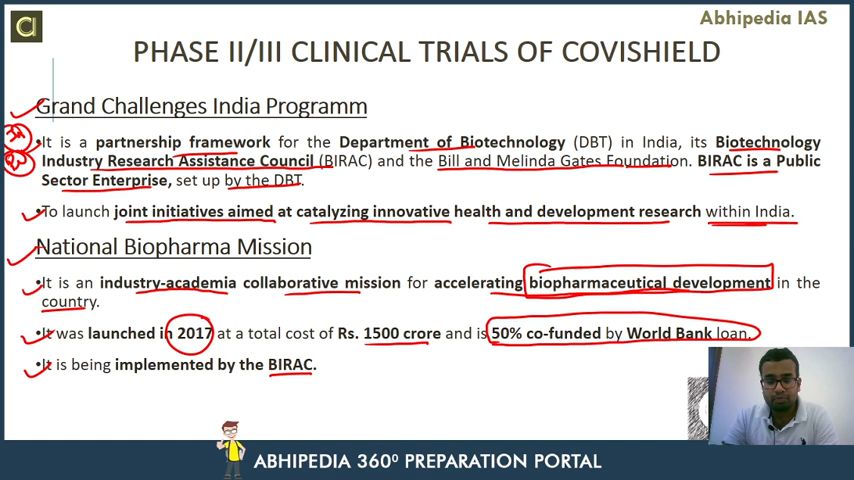 Abhipedia IAS
PHASE II/III CLINICAL TRIALS OF COVISHIELD
Grand Challenges India Programm
•It is a partnership framework for the Department of Biotechnology (DBT) in India, its Biotechnology
Industry Research Assistance Council (BIRAC) and the Bill and Melinda Gates Foundation. BIRAC is a Public
Sector Enterprise, set up by the DBT.
•To launch joint initiatives aimed at catalyzing innovative health and development research within India.
National Biopharma Mission
•It is an industry-academia collaborative mission for accelerating biopharmaceutical development in the
country.
•It was launched in 2017 at a total cost of Rs. 1500 crore and is 50% co-funded by World Bank loan.
•It is being implemented by the BIRAC.
ABHIPEDIA 360⁰ PREPARATION PORTAL